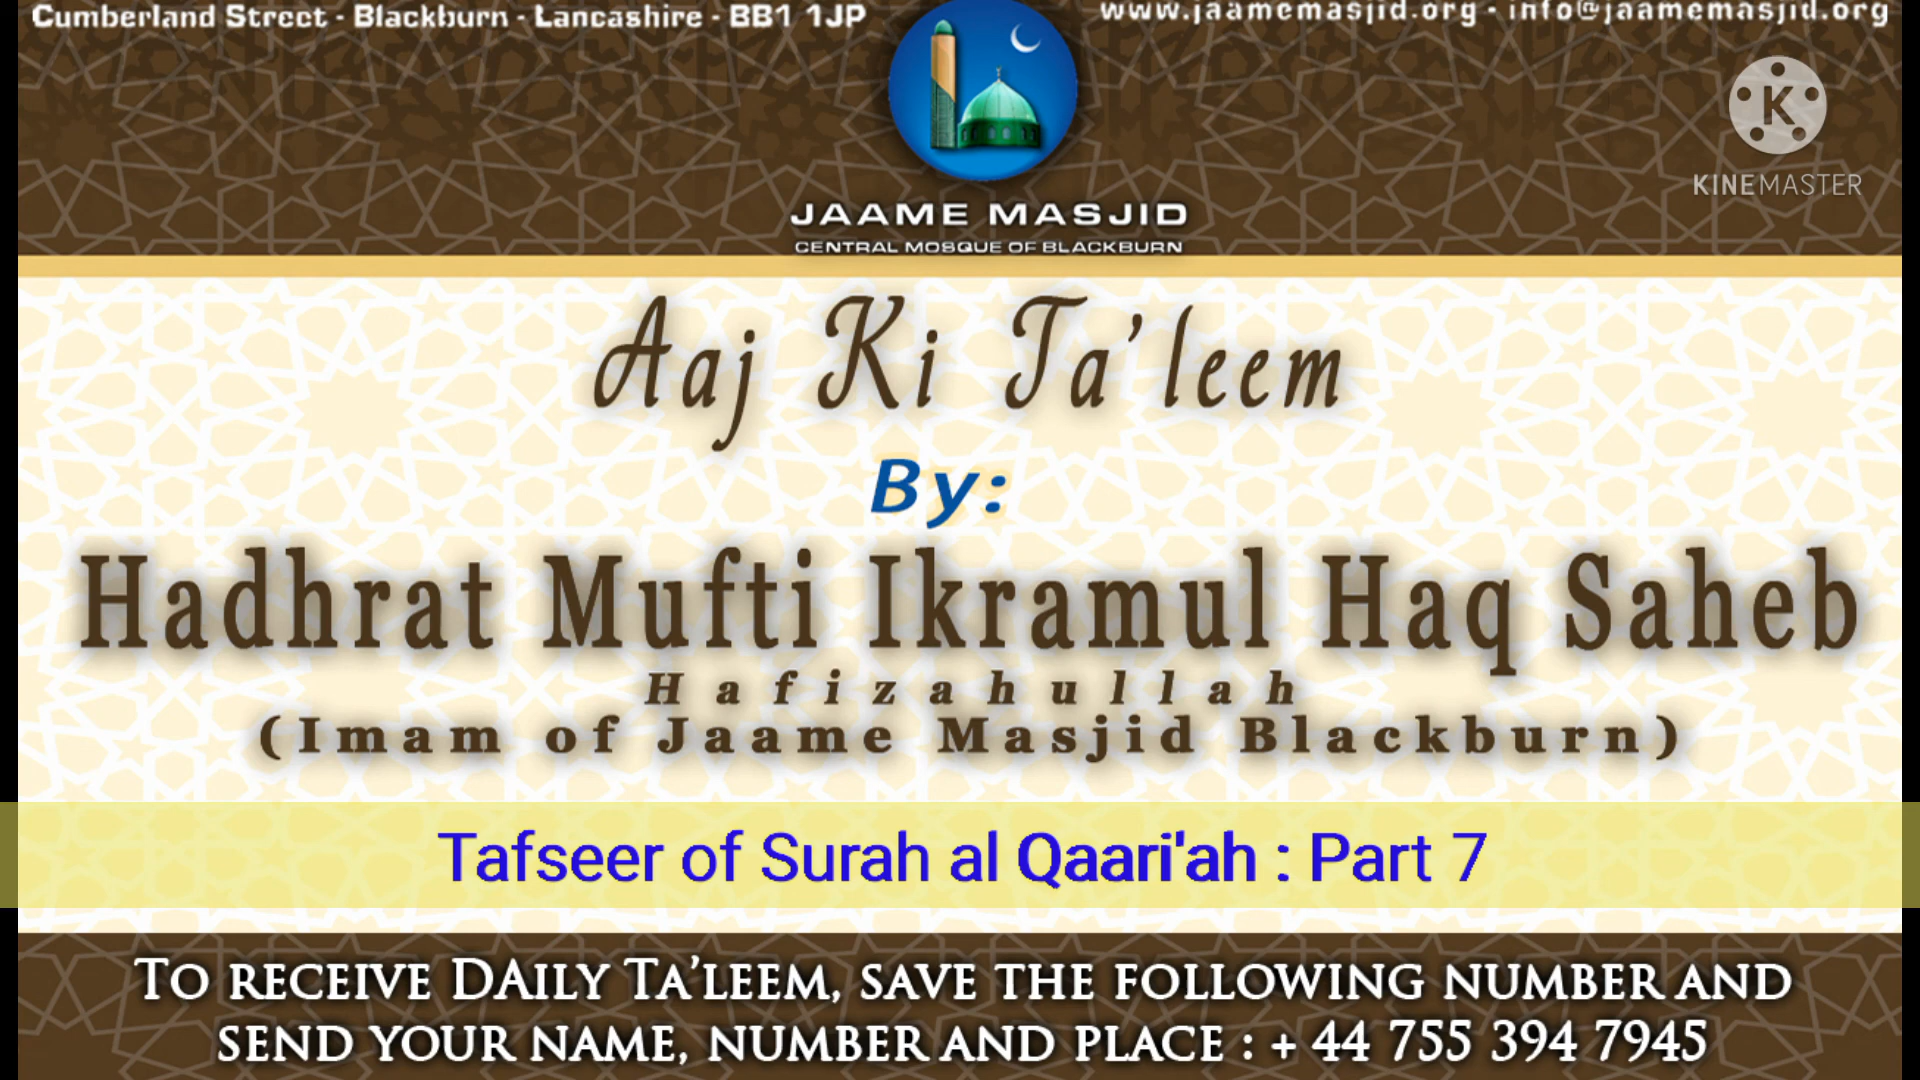 Cumberland Street - Blackburn - Lancashire - BB1 1JP
www.jaamemasjid.org - info@jaamemasjid.org
K
KINEMASTER
JAAME MASJID
CENTRAL MOSQUE OF BLACKBURN
Aaj Ki Ta'leem
By:
Hadhrat Mufti Ikramul Haq Saheb
Hafizahullah
(Imam of Jaame Masjid Blackburn)
Tafseer of Surah al Qaari'ah : Part 7
TO RECEIVE DAILY TA'LEEM, SAVE THE FOLLOWING NUMBER AND
SEND YOUR NAME, NUMBER AND PLACE : + 44 755 394 7945